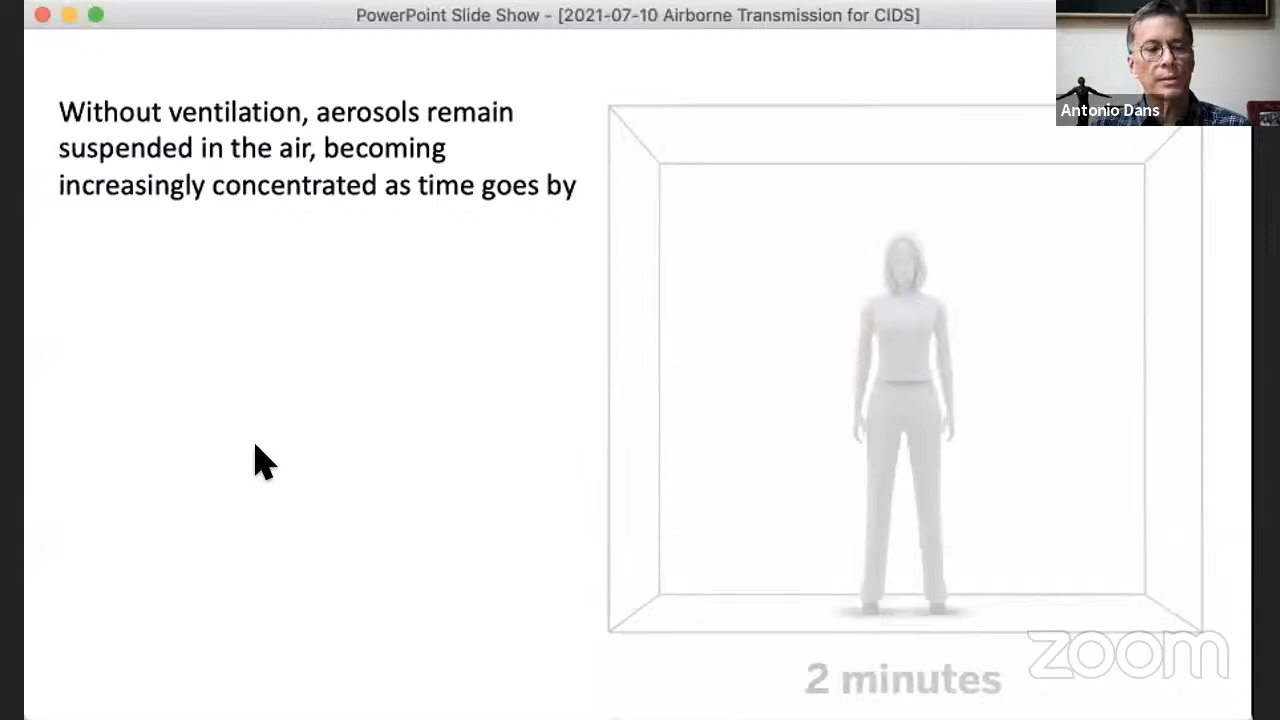 PowerPoint Slide Show - [2021-07-10 Airborne Transmission for CIDS]
Antonio Dans
Without ventilation, aerosols remain
suspended in the air, becoming
increasingly concentrated as time goes by
2 minutes
zoom